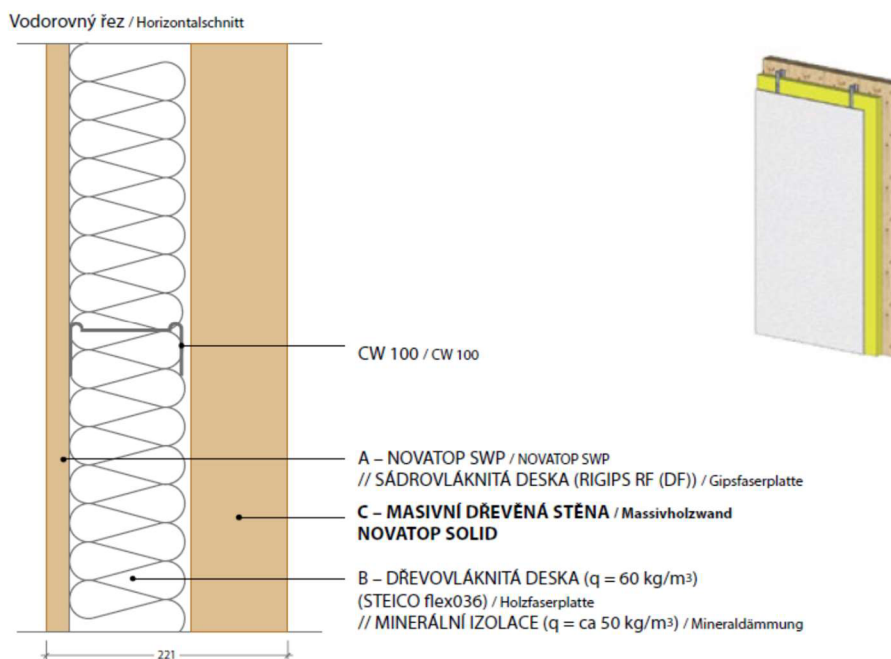 Vodorovný řez / Horizontalschnitt
CW 100 / CW 100
A – NOVATOP SWP / NOVATOP SWP
// SÁDROVLÁKNITÁ DESKA (RIGIPS RF (DF)) / Gipsfaserplatte
C – MASIVNÍ DŘEVĚNÁ STĚNA / Massivholzwand
NOVATOP SOLID
B – DŘEVOVLÁKNITÁ DESKA (q = 60 kg/m³)
(STEICO flex036) / Holzfaserplatte
// MINERÁLNÍ IZOLACE (q = ca 50 kg/m³) / Mineraldämmung
221